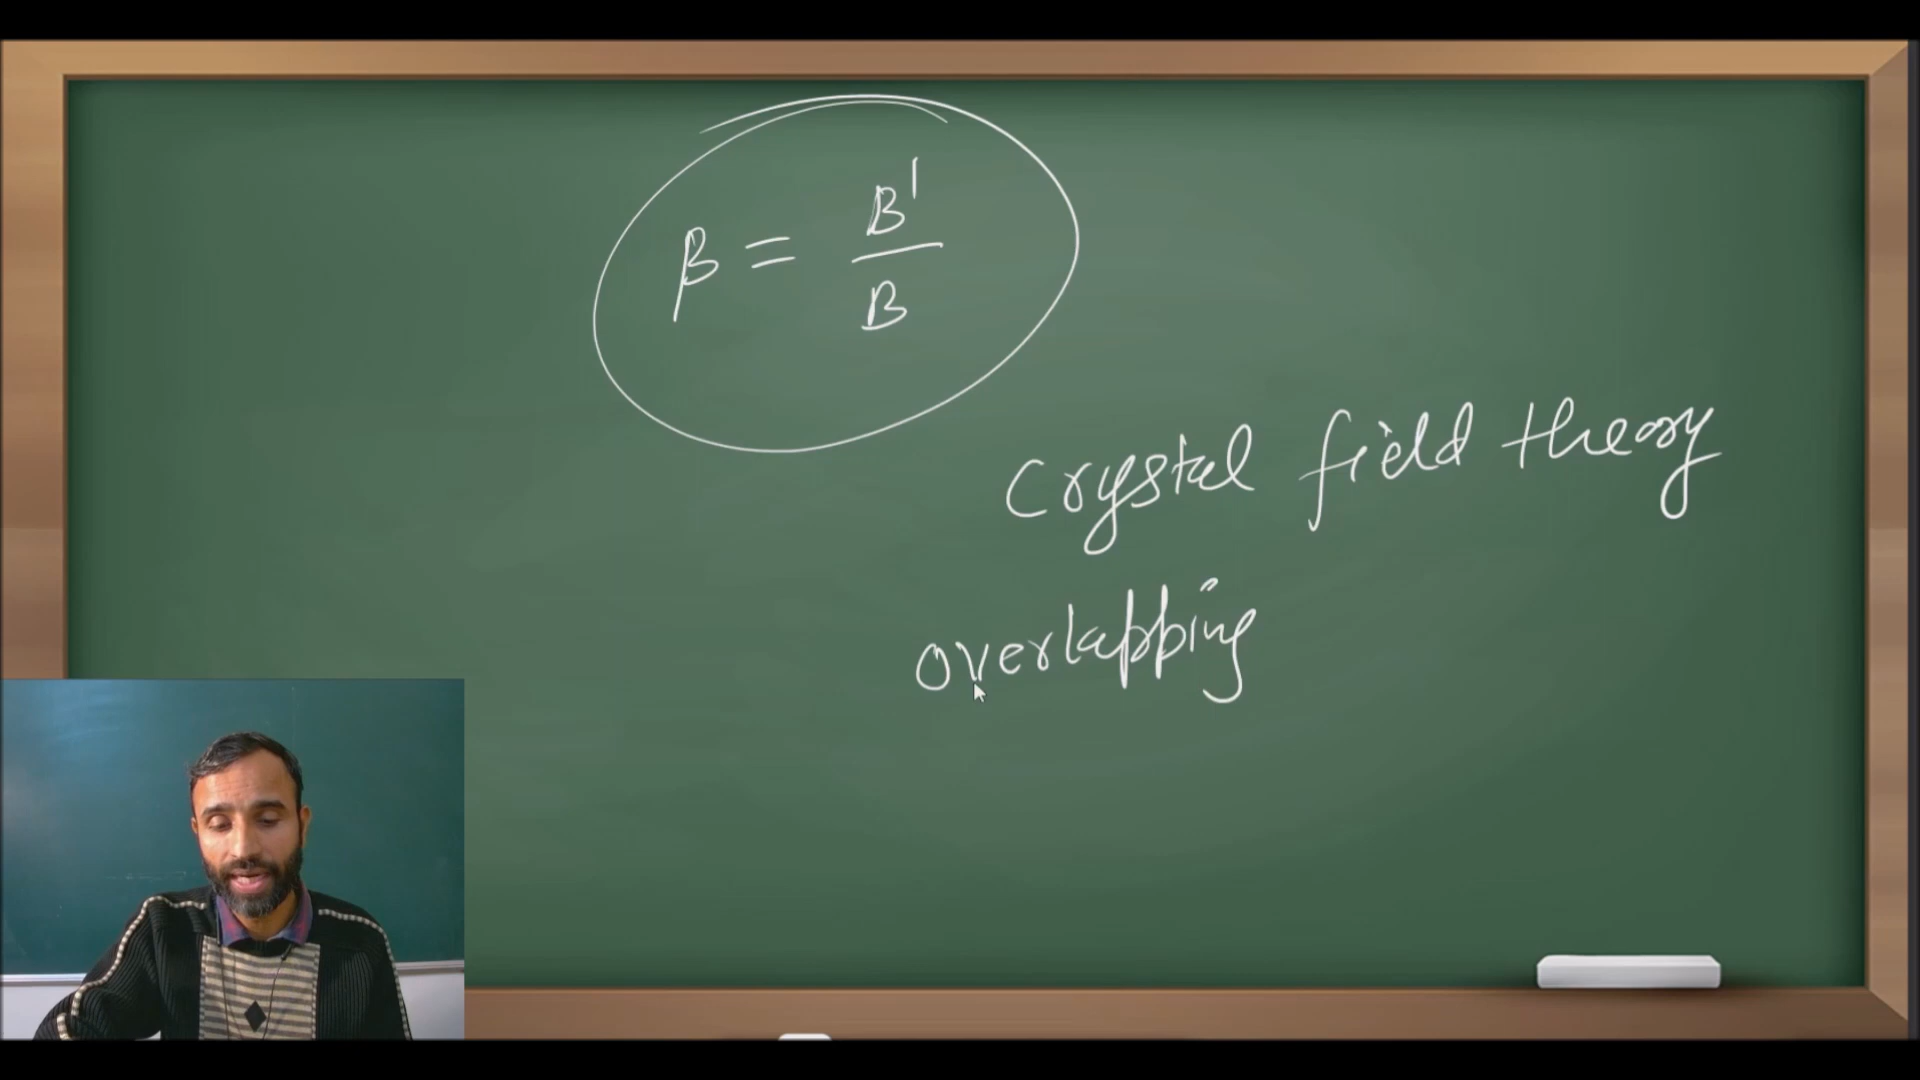 β = B'/B
Crystal field theory
overlapping